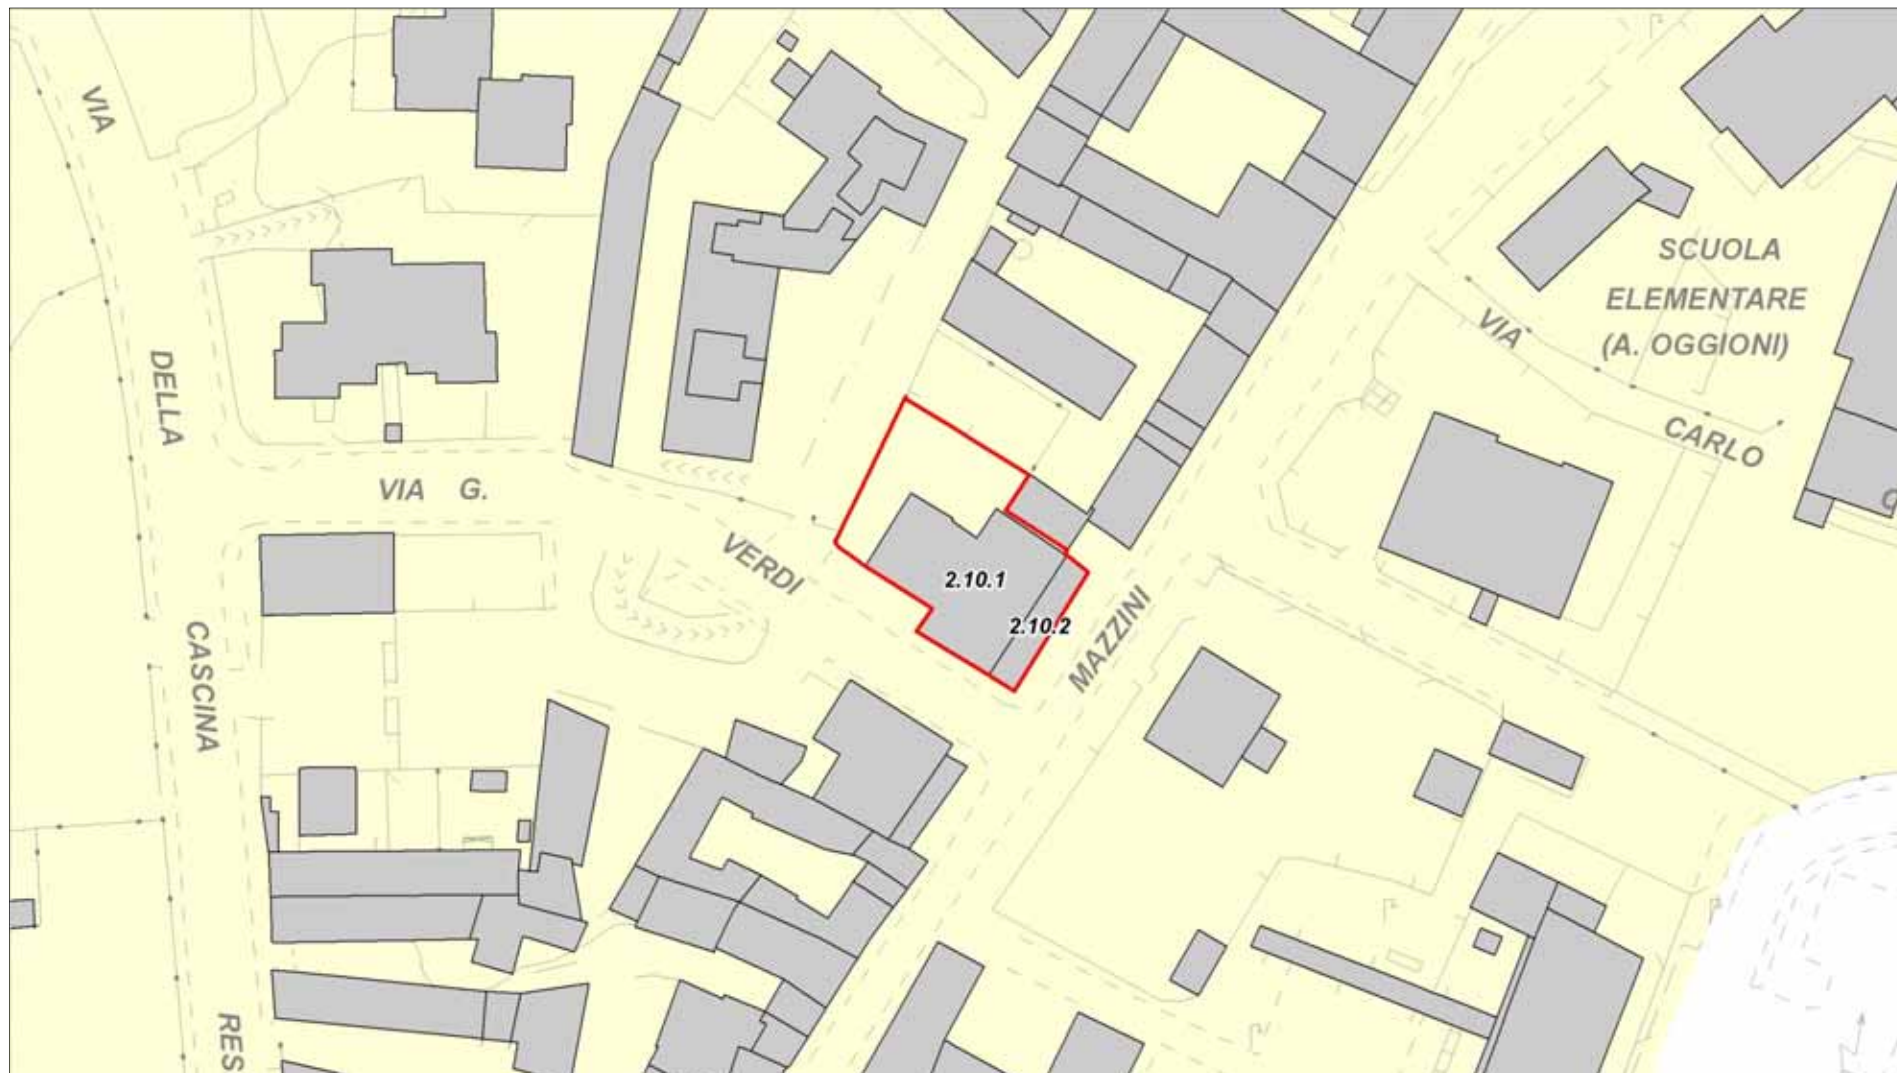 VIA
DELLA
CASCINA
RES
VIA G.
VERDI
2.10.1
2.10.2
MAZZINI
SCUOLA
ELEMENTARE
(A. OGGIONI)
VIA
CARLO